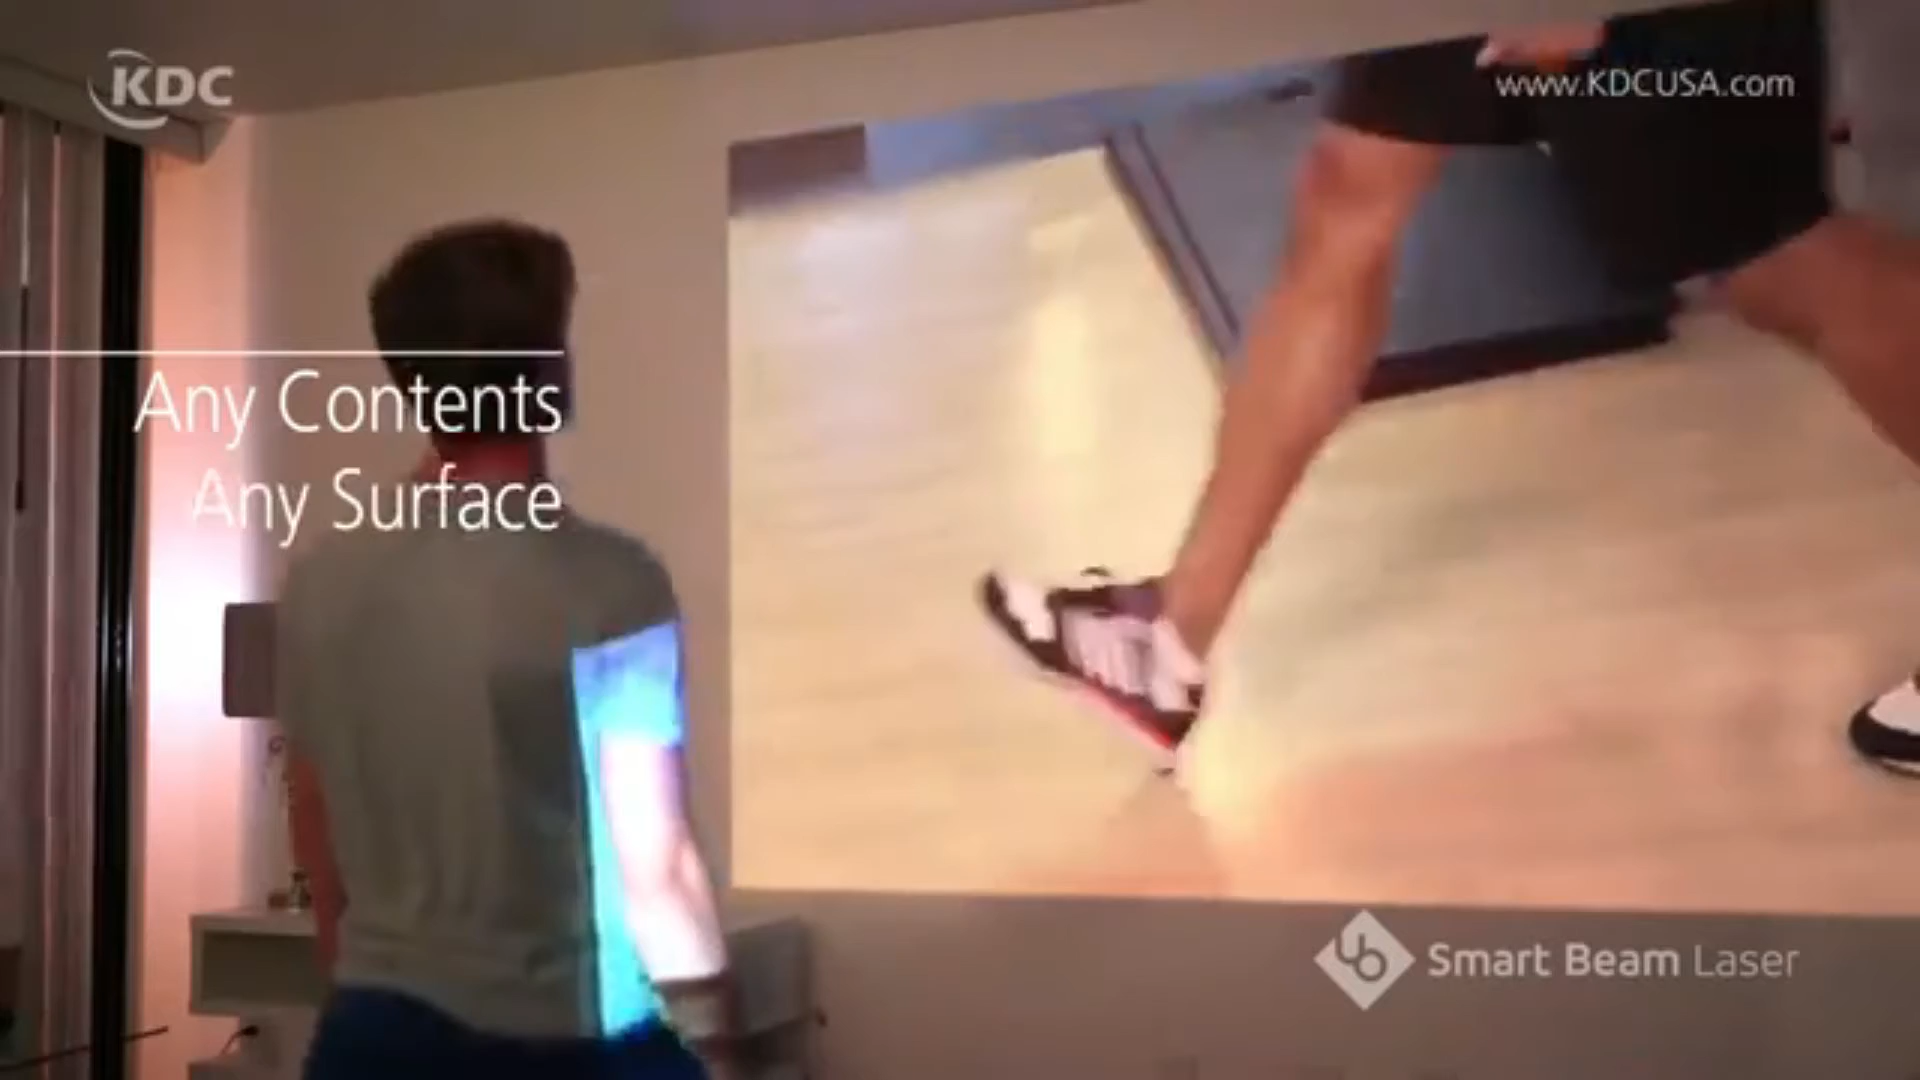 KDC
www.KDCUSA.com
Any Contents
Any Surface
Smart Beam Laser